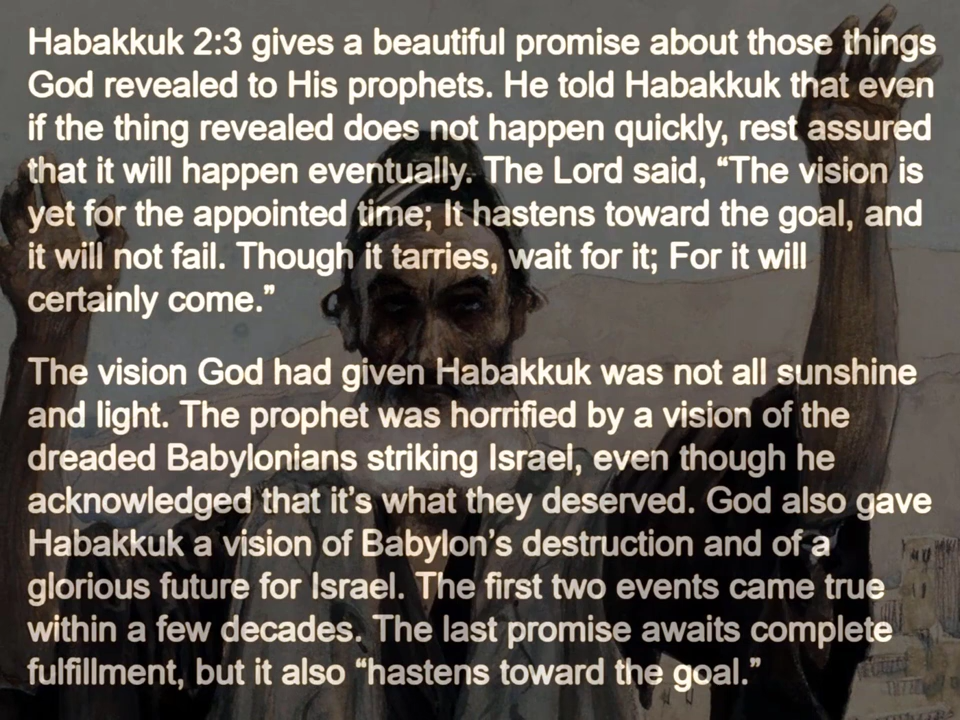 Habakkuk 2:3 gives a beautiful promise about those things
God revealed to His prophets. He told Habakkuk that even
if the thing revealed does not happen quickly, rest assured
that it will happen eventually. The Lord said, “The vision is
yet for the appointed time; It hastens toward the goal, and
it will not fail. Though it tarries, wait for it; For it will
certainly come.”
The vision God had given Habakkuk was not all sunshine
and light. The prophet was horrified by a vision of the
dreaded Babylonians striking Israel, even though he
acknowledged that it’s what they deserved. God also gave
Habakkuk a vision of Babylon’s destruction and of a
glorious future for Israel. The first two events came true
within a few decades. The last promise awaits complete
fulfillment, but it also “hastens toward the goal.”